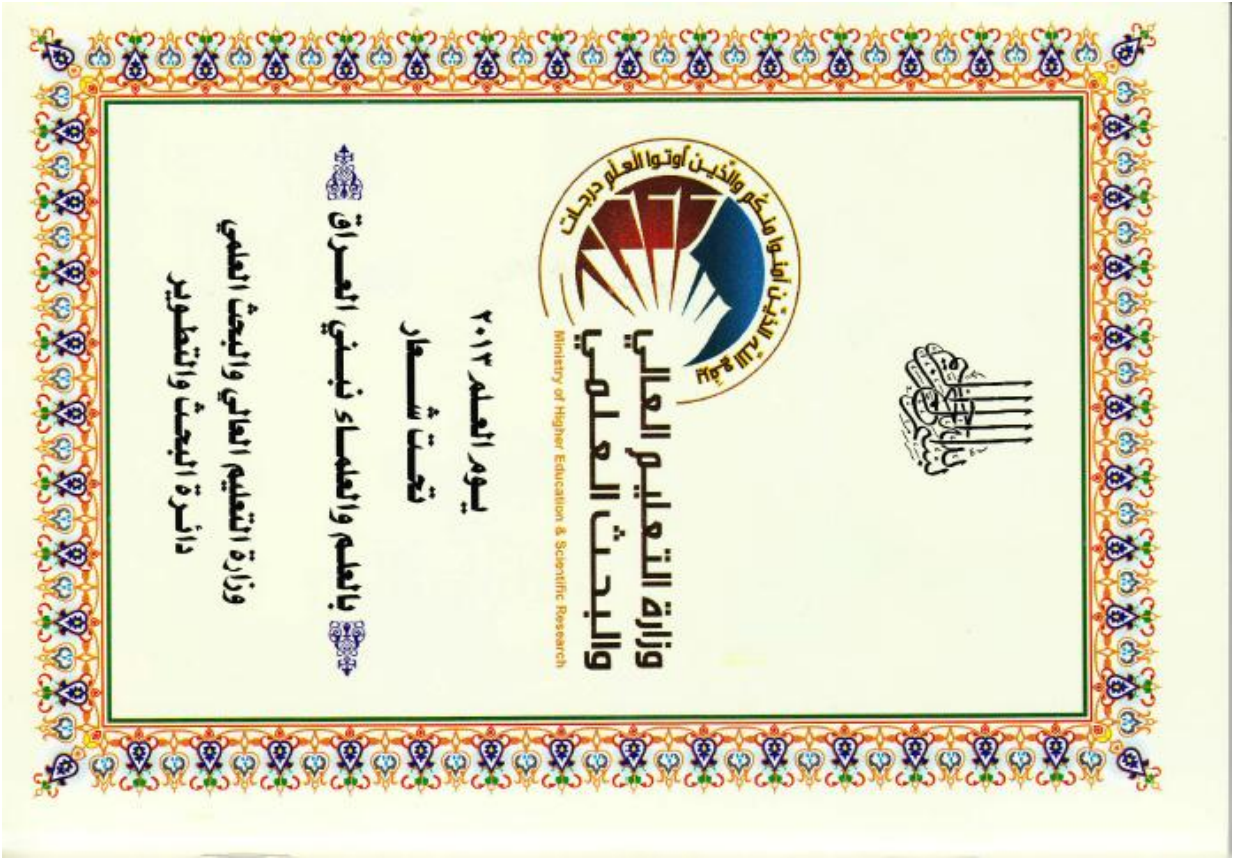 بسم الله الرحمن الرحيم
يرفع الله الذين آمنوا منكم والذين أوتوا العلم درجات
وزارة التعليم العالي
والبحث العلمي
Ministry of Higher Education & Scientific Research
يوم العلم ٢٠١٣
تحت شعار
بالعلم والعلماء نبني العراق
وزارة التعليم العالي والبحث العلمي
دائرة البحث والتطوير